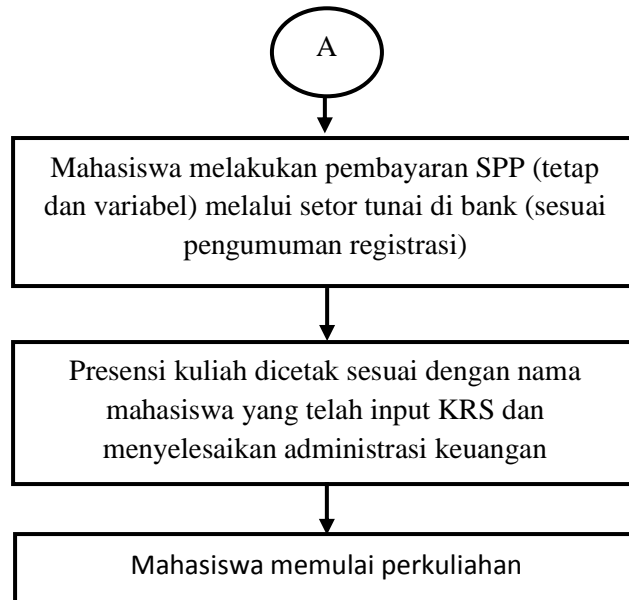 A
Mahasiswa melakukan pembayaran SPP (tetap
dan variabel) melalui setor tunai di bank (sesuai
pengumuman registrasi)
Presensi kuliah dicetak sesuai dengan nama
mahasiswa yang telah input KRS dan
menyelesaikan administrasi keuangan
Mahasiswa memulai perkuliahan